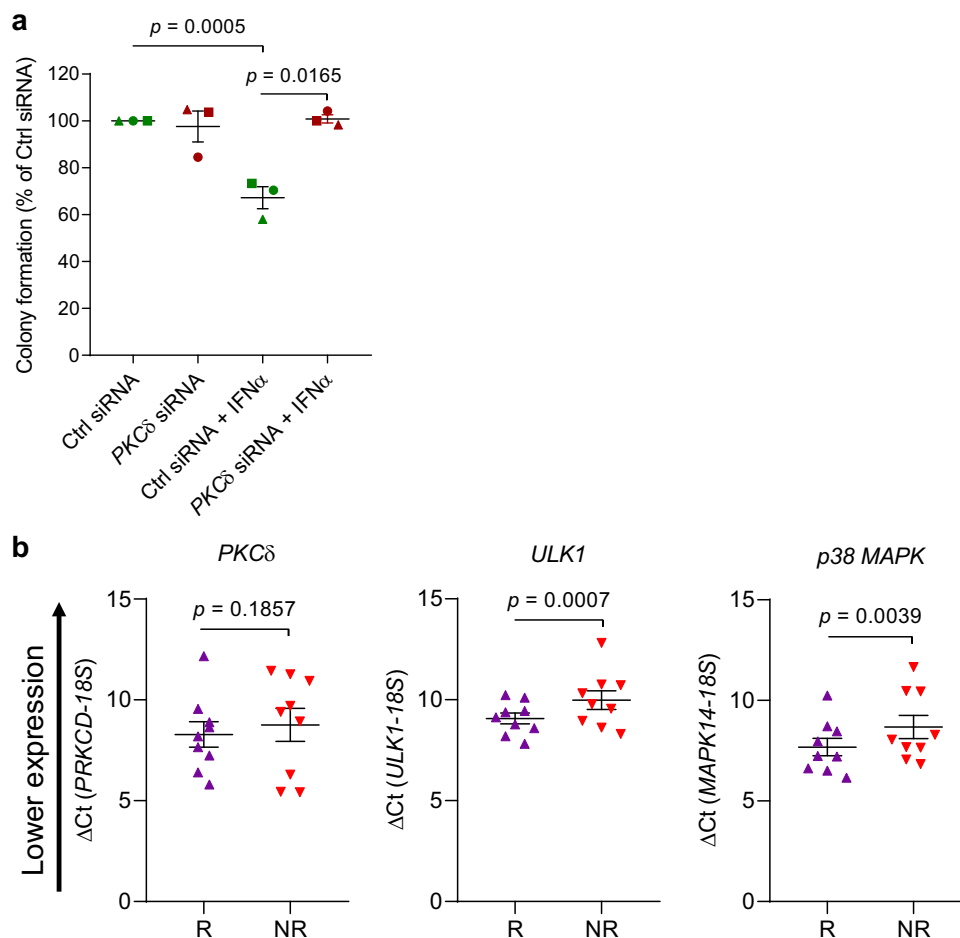 a
p = 0.0005
p = 0.0165
Colony formation (% of Ctrl siRNA)
120
100
80
60
40
20
0
Ctrl siRNA
PKCδ siRNA
Ctrl siRNA + IFNα
PKCδ siRNA + IFNα
b
Lower expression
PKCδ
p = 0.1857
ΔCt (PRKCD-18S)
15
10
5
0
R NR
ULK1
p = 0.0007
ΔCt (ULK1-18S)
15
10
5
0
R NR
p38 MAPK
p = 0.0039
ΔCt (MAPK14-18S)
15
10
5
0
R NR